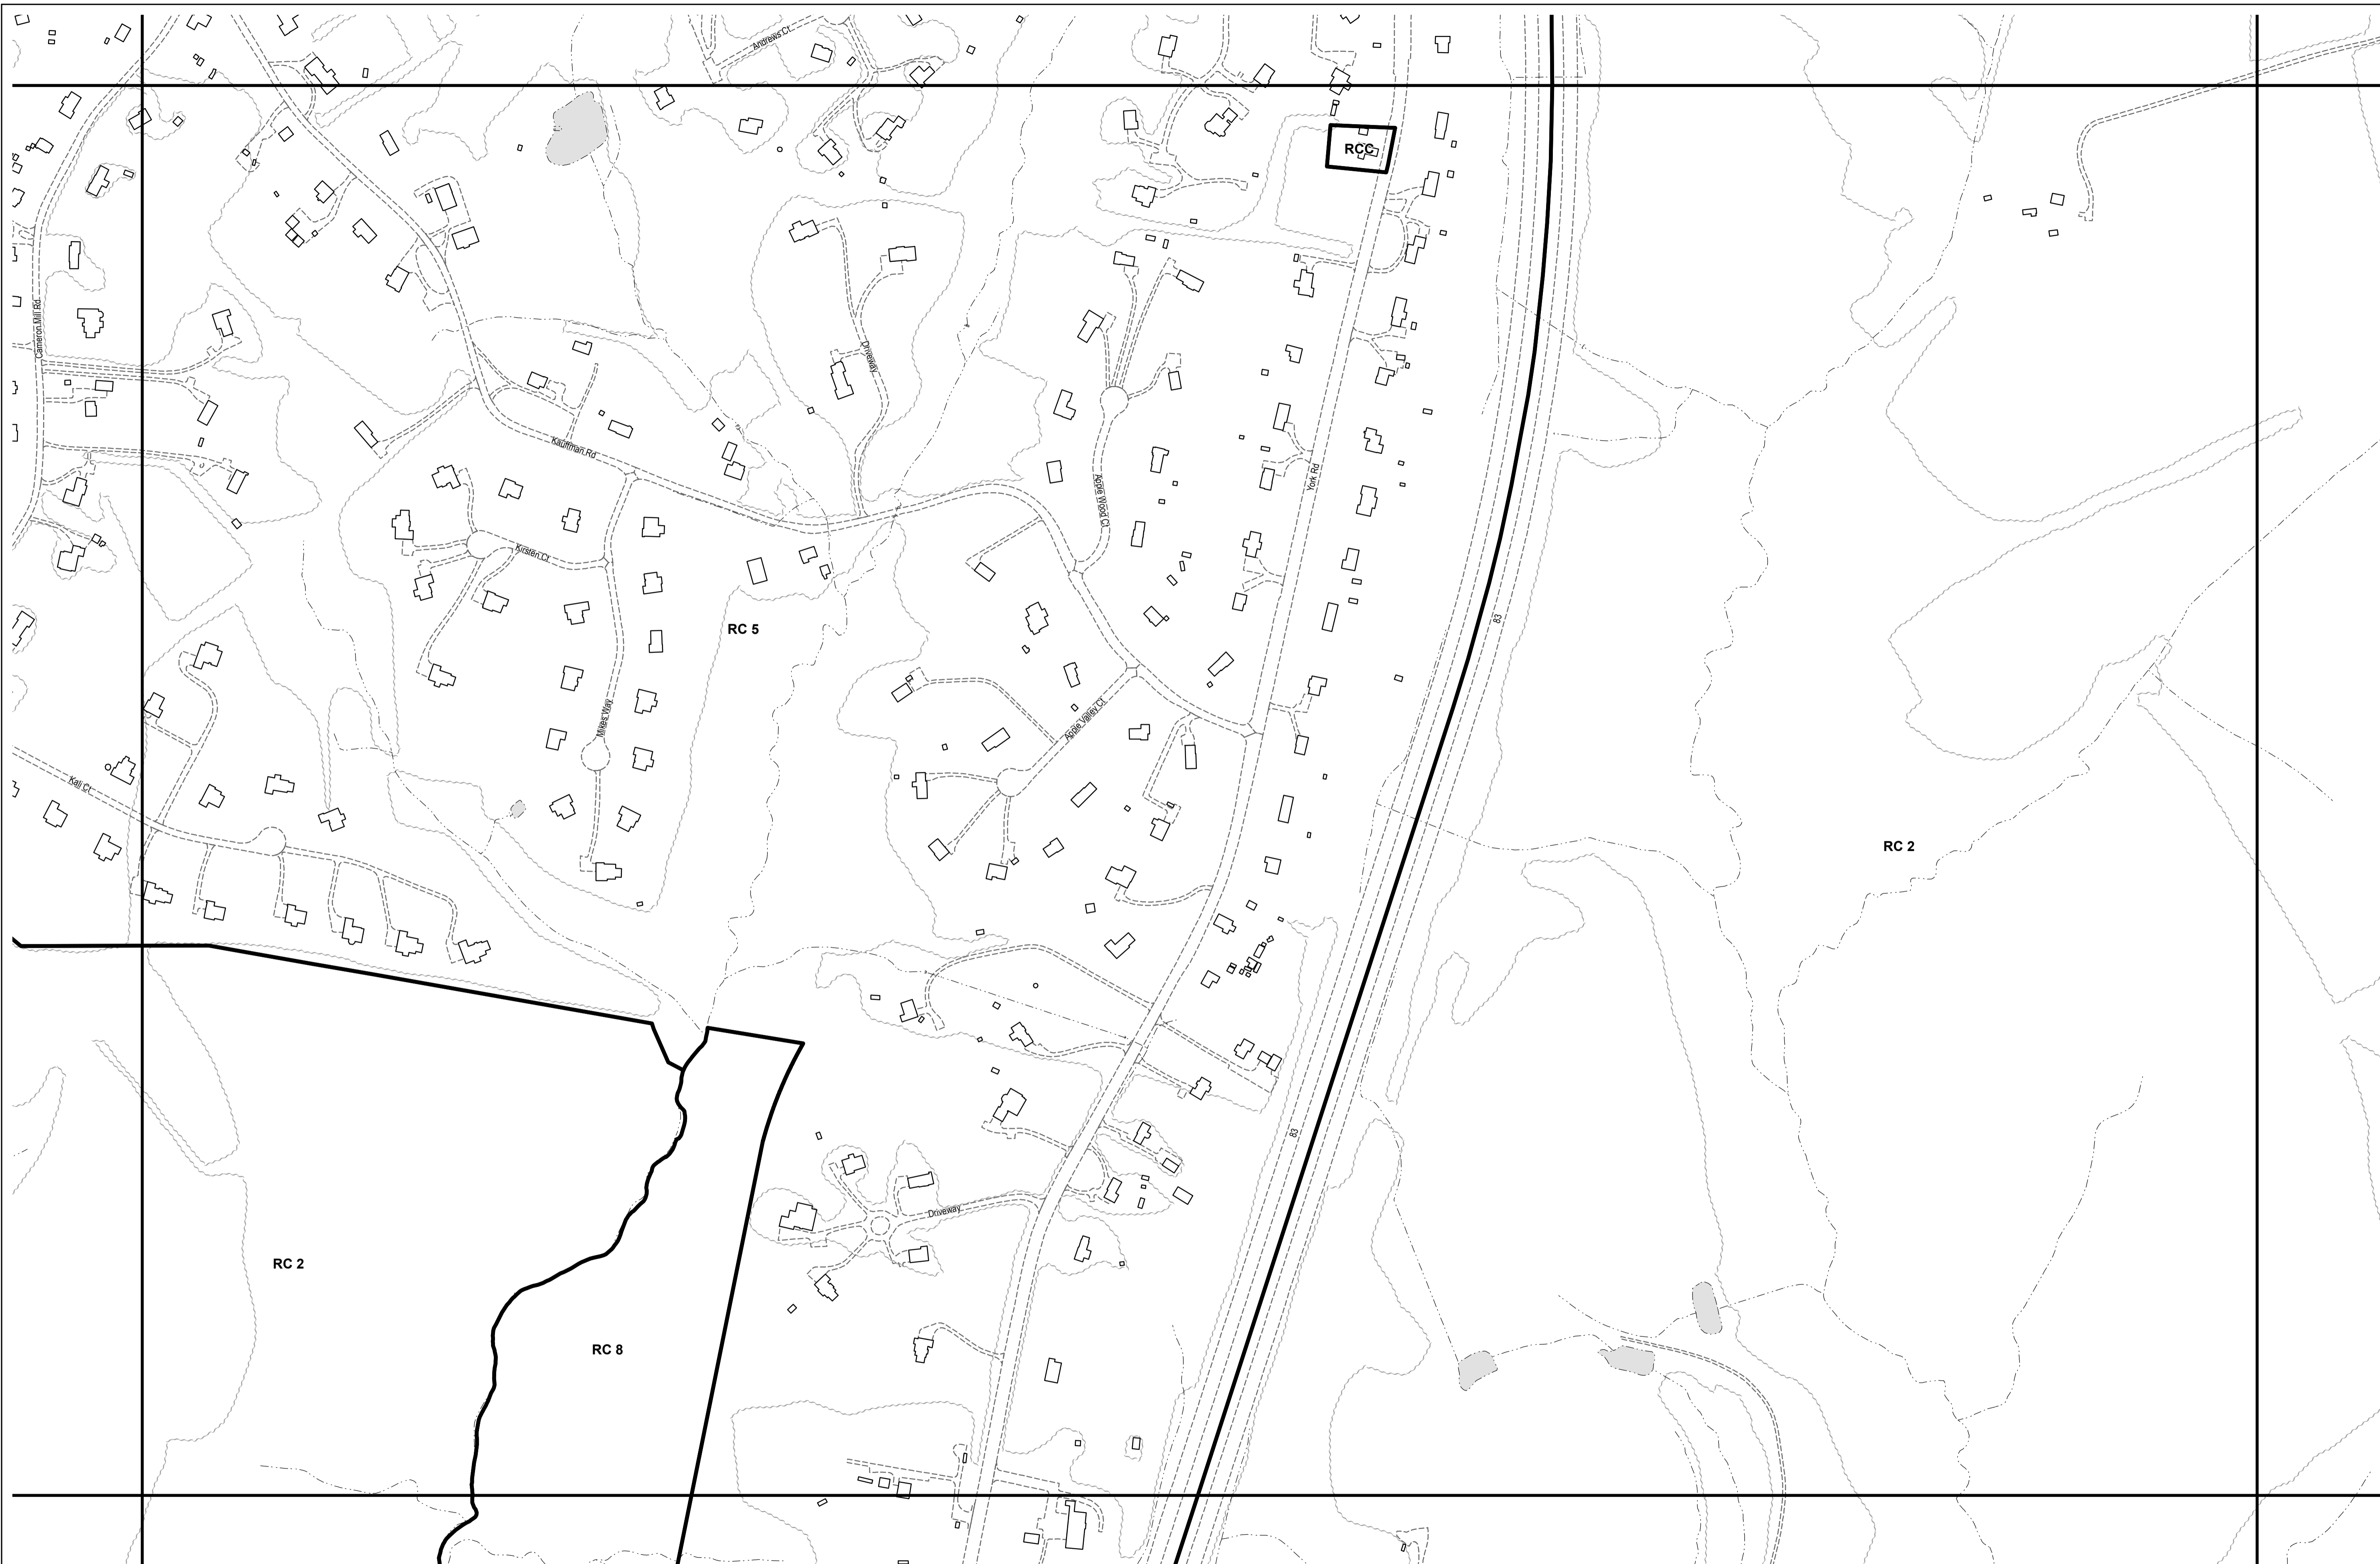 Andrews Ct
RCC
Cameron Mill Rd
Driveway
Kauffman Rd
York Rd
Apple Wood Ct
Kirsten Ct
83
RC 5
Mikes Way
Apple Valley Ct
Kali Ct
RC 2
83
Driveway
RC 2
RC 8